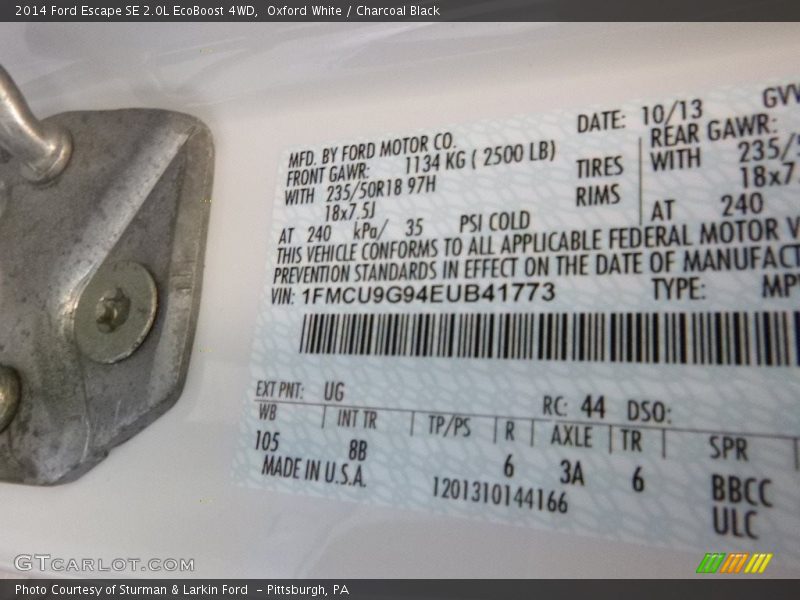 2014 Ford Escape SE 2.0L EcoBoost 4WD,  Oxford White / Charcoal Black
MFD. BY FORD MOTOR CO.
DATE: 10/13
FRONT GAWR: 1134 KG ( 2500 LB)
REAR GAWR:
WITH 235/50R18 97H
TIRES
WITH
18x7.5J
RIMS
18x7.
AT 240 kPa/ 35 PSI COLD
AT 240
THIS VEHICLE CONFORMS TO ALL APPLICABLE FEDERAL MOTOR
PREVENTION STANDARDS IN EFFECT ON THE DATE OF
VIN: 1FMCU9G94EUB41773
TYPE:
EXT PNT: UG
RC: 44 DSO:
WB INT TR TP/PS R AXLE TR SPR
105 8B 6 3A 6 BBCC
MADE IN U.S.A.
1201310144166
ULC
GTCARLOT.COM
Photo Courtesy of Sturman & Larkin Ford  - Pittsburgh, PA